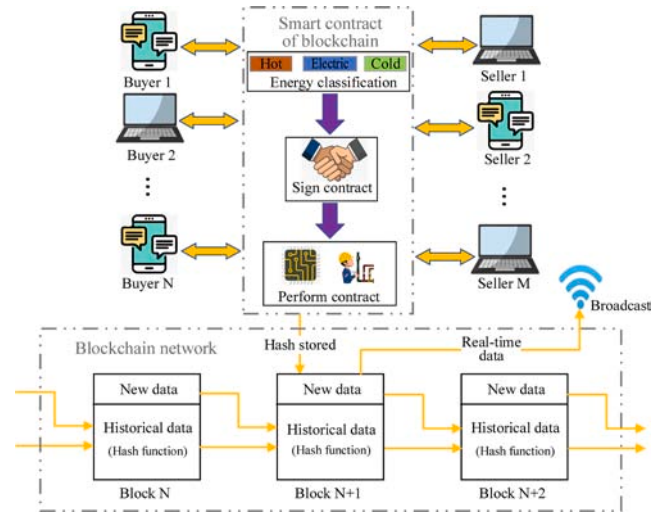 Smart contract
of blockchain
Hot Electric Cold
Energy classification
Buyer 1
Seller 1
Buyer 2
Seller 2
Sign contract
Buyer N
Perform contract
Seller M
Broadcast
Hash stored
Real-time
data
Blockchain network
New data
Historical data
(Hash function)
Block N
New data
Historical data
(Hash function)
Block N+1
New data
Historical data
(Hash function)
Block N+2